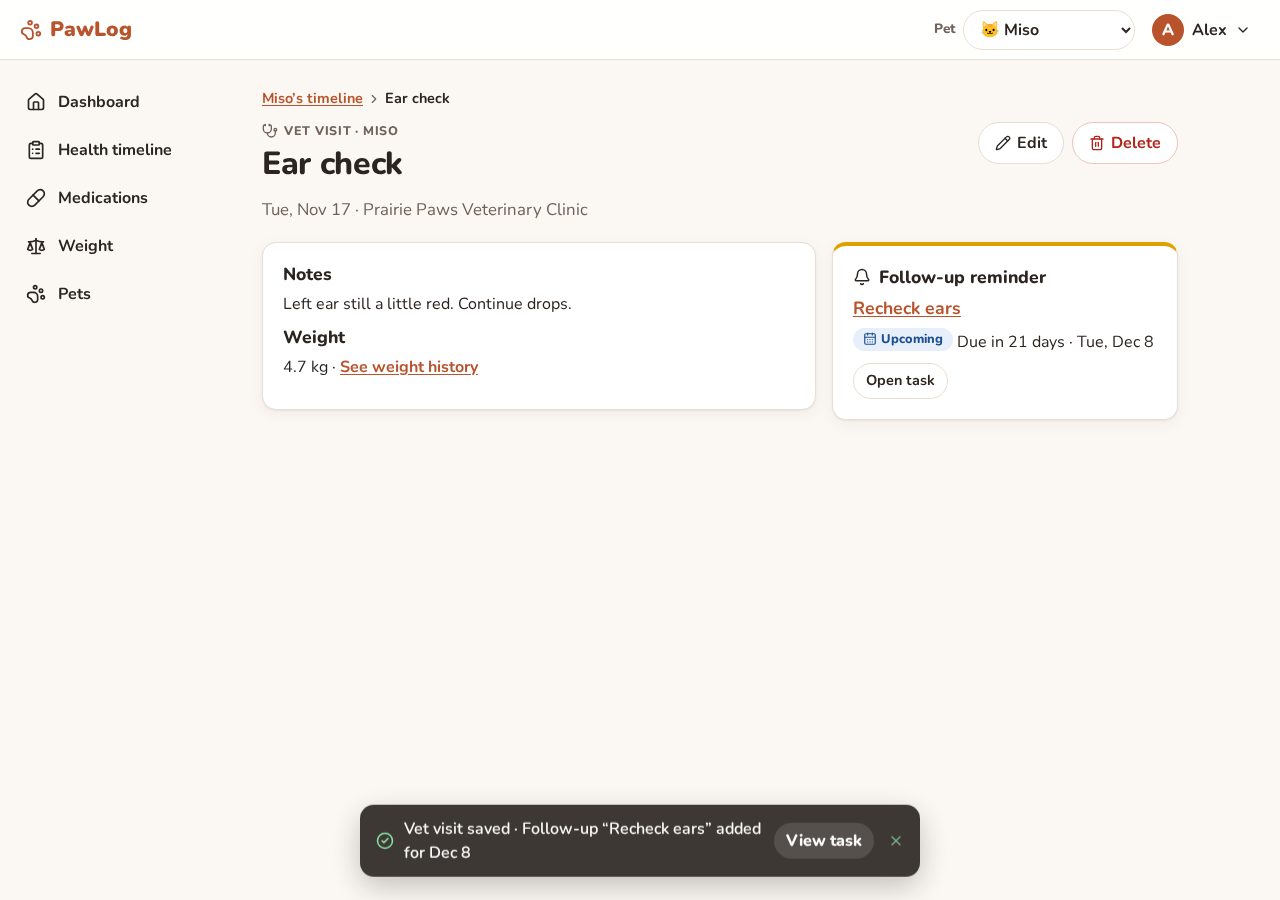 PawLog
Pet
Miso
A
Alex
Dashboard
Health timeline
Medications
Weight
Pets
Miso’s timeline
Ear check
VET VISIT · MISO
Ear check
Tue, Nov 17 · Prairie Paws Veterinary Clinic
Edit
Delete
Notes
Left ear still a little red. Continue drops.
Weight
4.7 kg · See weight history
Follow-up reminder
Recheck ears
Upcoming Due in 21 days · Tue, Dec 8
Open task
Vet visit saved · Follow-up “Recheck ears” added
for Dec 8
View task